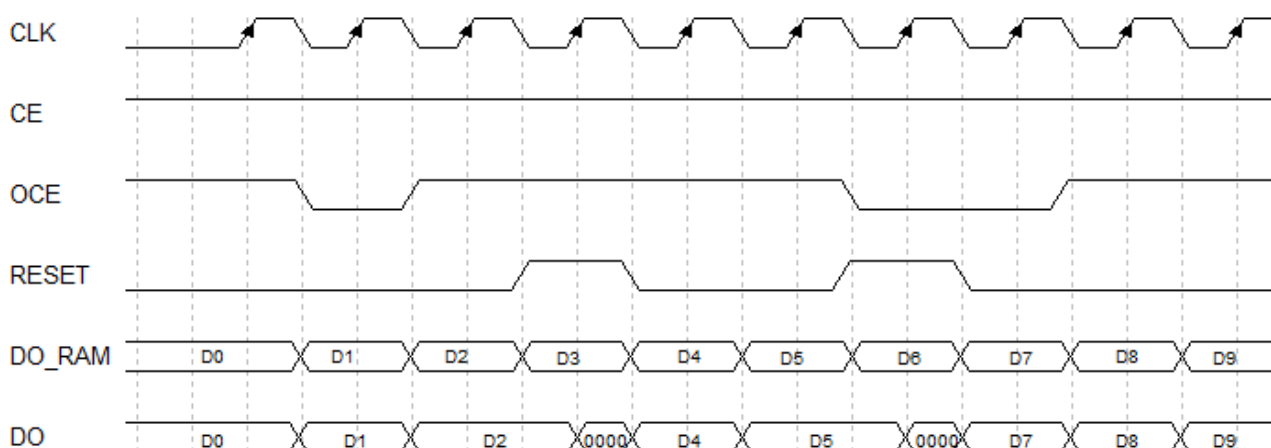 CLK
CE
OCE
RESET
DO_RAM D0 D1 D2 D3 D4 D5 D6 D7 D8 D9
DO D0 D1 D2 0000 D4 D5 0000 D7 D8 D9